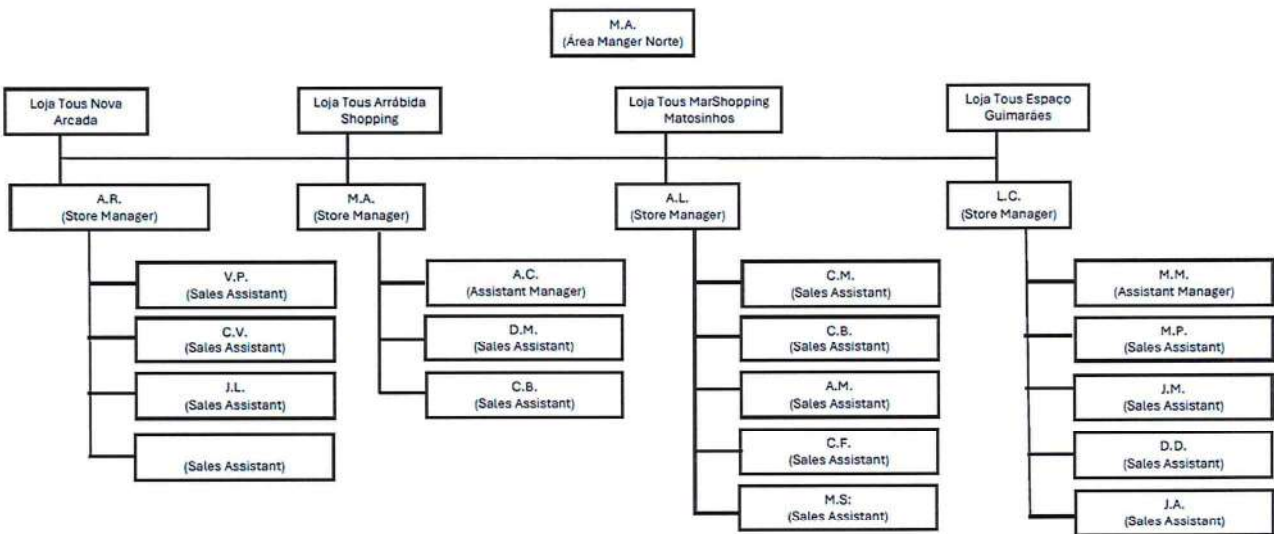 M.A.
(Área Manger Norte)
Loja Tous Nova
Arcada
Loja Tous Arrábida
Shopping
Loja Tous MarShopping
Matosinhos
Loja Tous Espaço
Guimarães
A.R.
(Store Manager)
M.A.
(Store Manager)
A.L.
(Store Manager)
L.C.
(Store Manager)
V.P.
(Sales Assistant)
C.V.
(Sales Assistant)
J.L.
(Sales Assistant)
(Sales Assistant)
A.C.
(Assistant Manager)
D.M.
(Sales Assistant)
C.B.
(Sales Assistant)
C.M.
(Sales Assistant)
C.B.
(Sales Assistant)
A.M.
(Sales Assistant)
C.F.
(Sales Assistant)
M.S:
(Sales Assistant)
M.M.
(Assistant Manager)
M.P.
(Sales Assistant)
J.M.
(Sales Assistant)
D.D.
(Sales Assistant)
J.A.
(Sales Assistant)